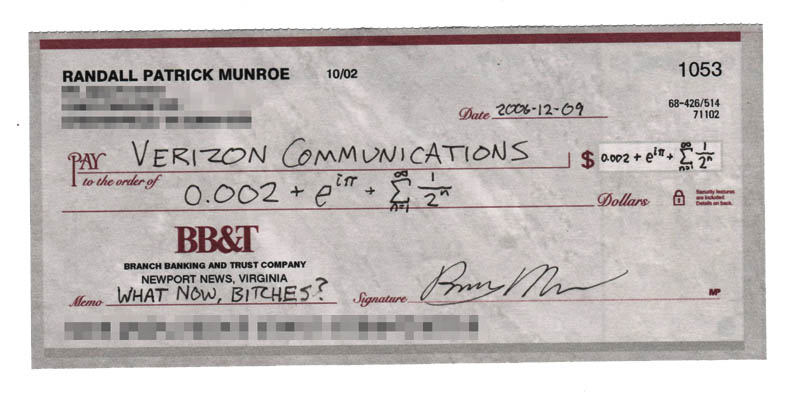 RANDALL PATRICK MUNROE 10/02 1053
Date 2006-12-09 68-426/514
71102
PAY to the order of VERIZON COMMUNICATIONS $ 0.002 + e^{iπ} + ∑_{n=1}^{∞} 1/2^n
0.002 + e^{iπ} + ∑_{n=1}^{∞} 1/2^n Dollars
Security features
are included.
Details on back.
BB&T
BRANCH BANKING AND TRUST COMPANY
NEWPORT NEWS, VIRGINIA
Memo WHAT NOW, BITCHES? Signature MP